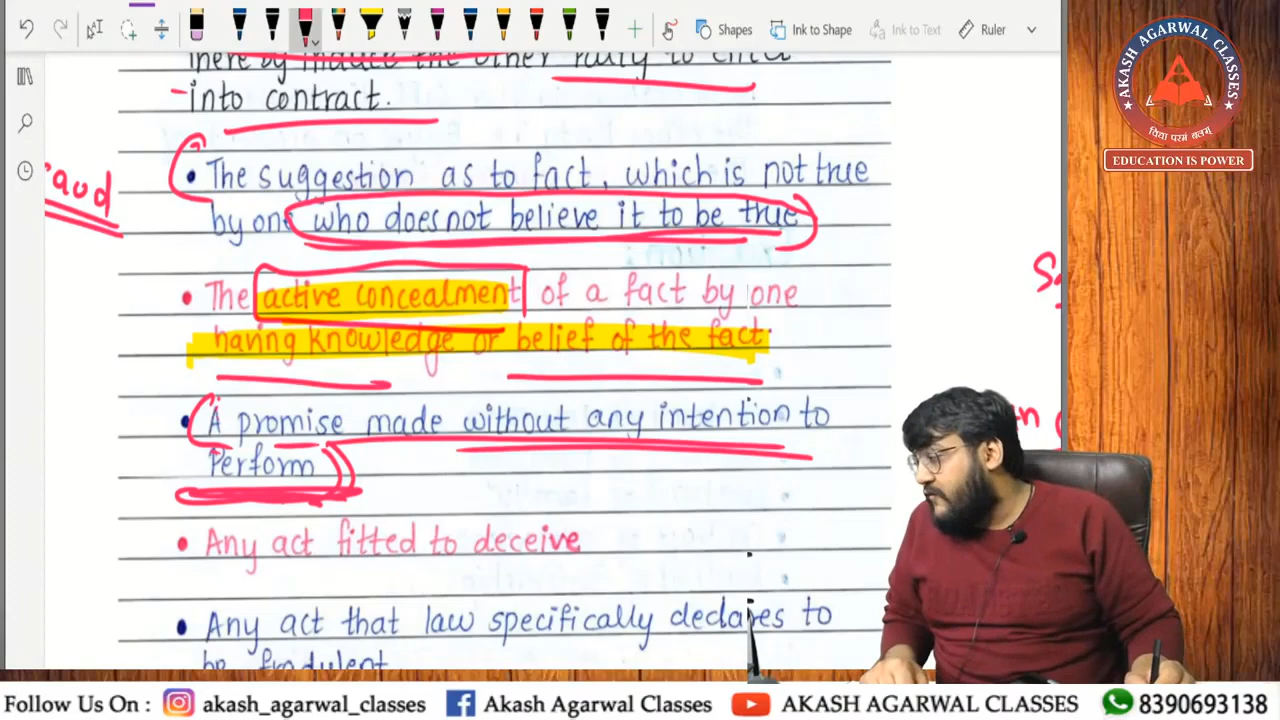 Shapes
Ink to Shape
Ink to Text
Ruler
into contract.
• The suggestion as to fact, which is not true
by one who does not believe it to be true
• The active concealment of a fact by one
having knowledge or belief of the fact
• A promise made without any intention to
Perform
• Any act fitted to deceive
• Any act that law specifically declares to
AKASH AGARWAL CLASSES
विद्या परमं बलम्
EDUCATION IS POWER
Follow Us On : akash_agarwal_classes Akash Agarwal Classes AKASH AGARWAL CLASSES 8390693138